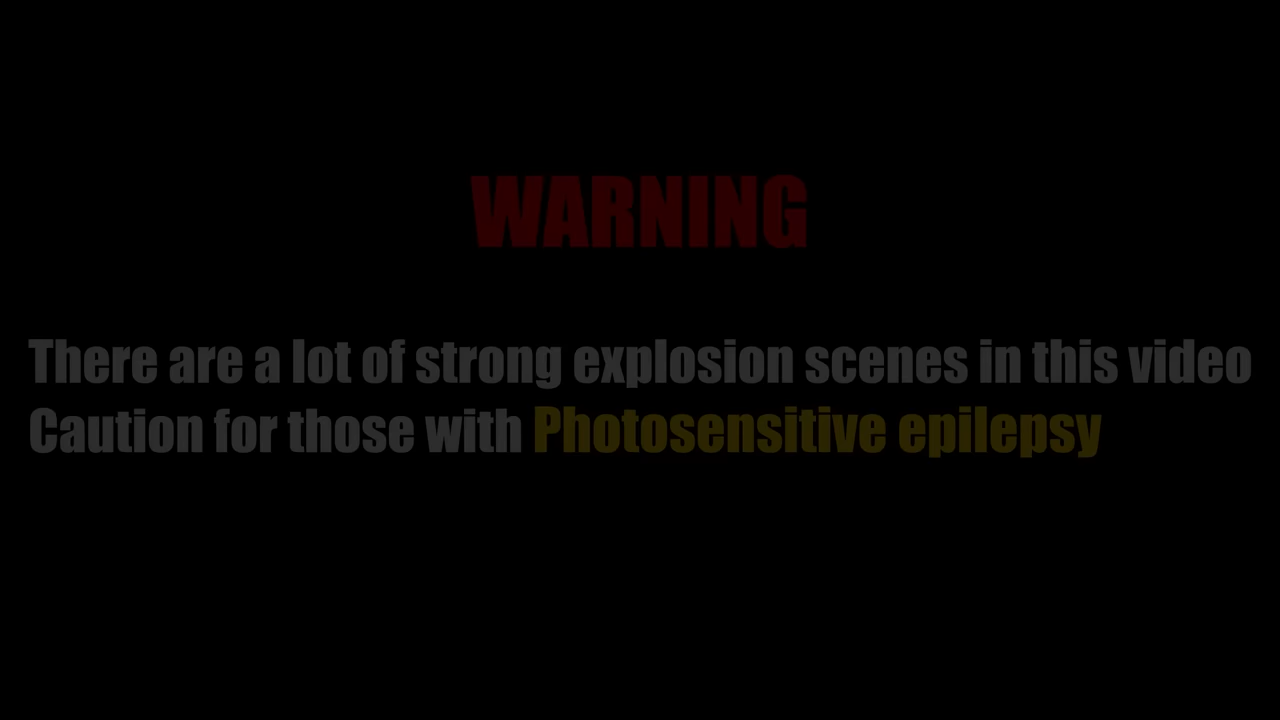 WARNING
There are a lot of strong explosion scenes in this video
Caution for those with Photosensitive epilepsy